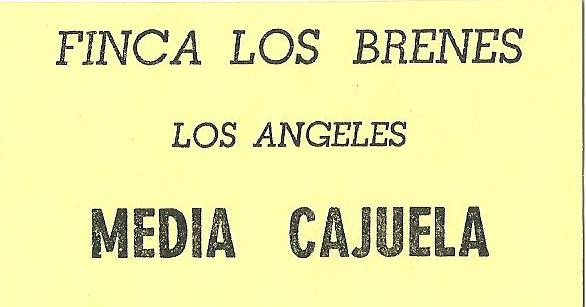 FINCA LOS BRENES
LOS ANGELES
MEDIA CAJUELA